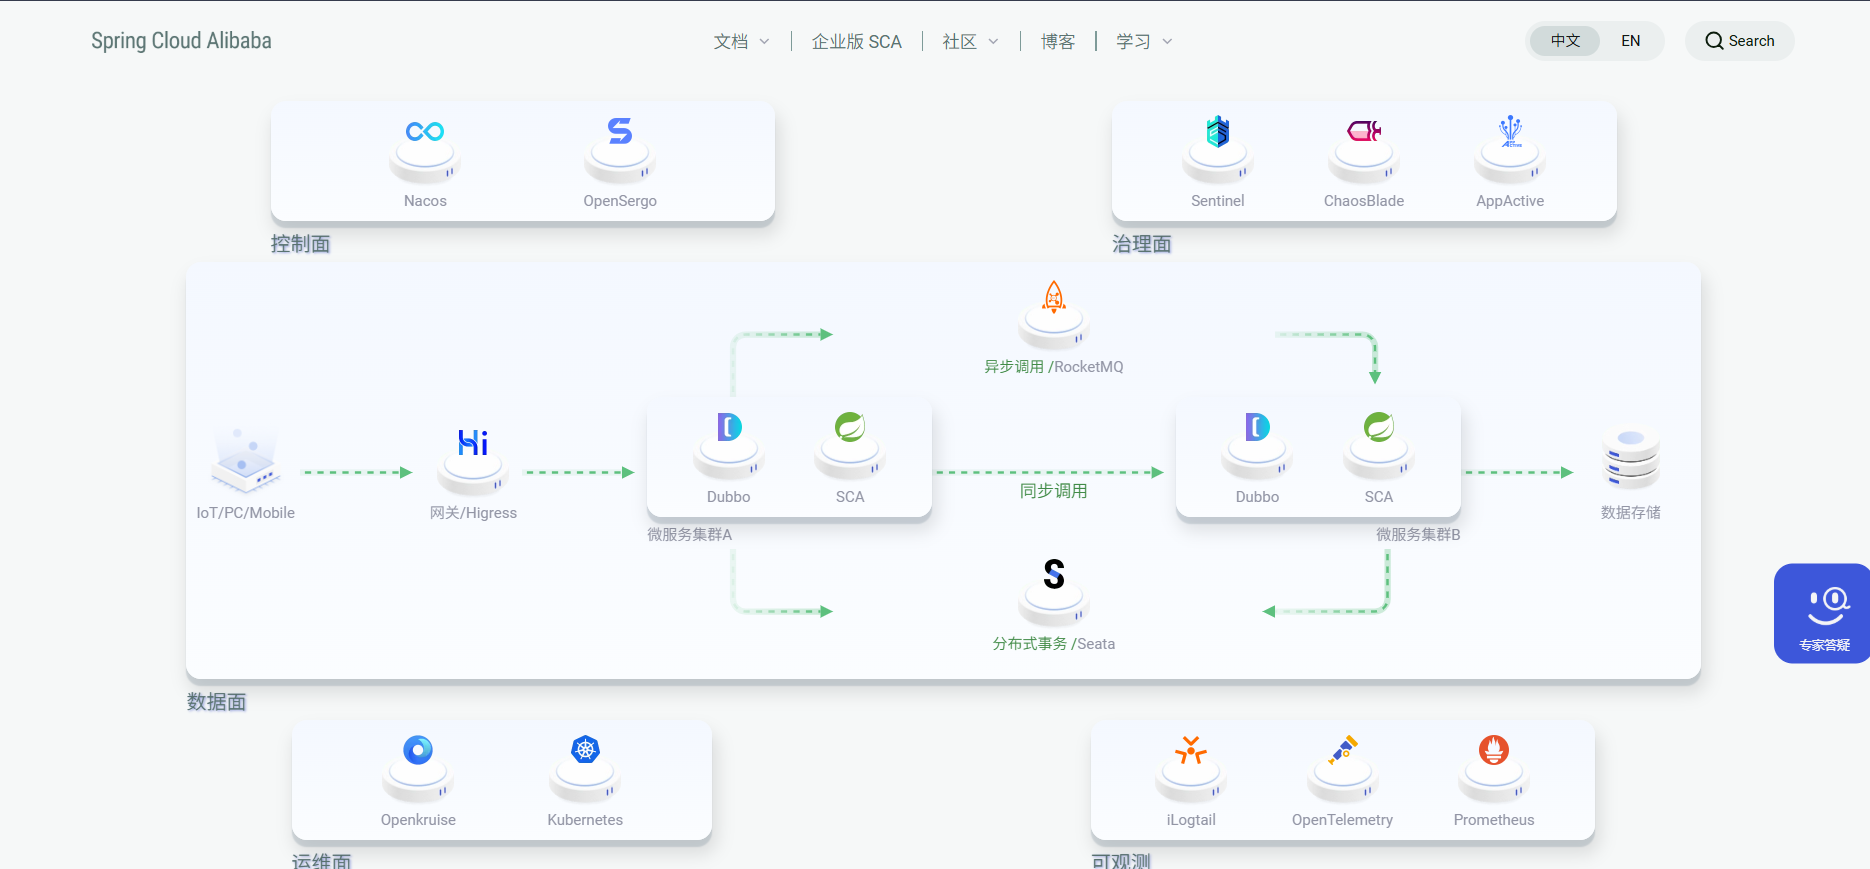 Spring Cloud Alibaba
文档
企业版 SCA
社区
博客
学习
中文
EN
Search
Nacos
OpenSergo
控制面
Sentinel
ChaosBlade
AppActive
治理面
异步调用 /RocketMQ
IoT/PC/Mobile
网关/Higress
Dubbo
SCA
微服务集群A
同步调用
Dubbo
SCA
微服务集群B
数据存储
分布式事务 /Seata
数据面
专家答疑
Openkruise
Kubernetes
运维面
iLogtail
OpenTelemetry
Prometheus
可观测